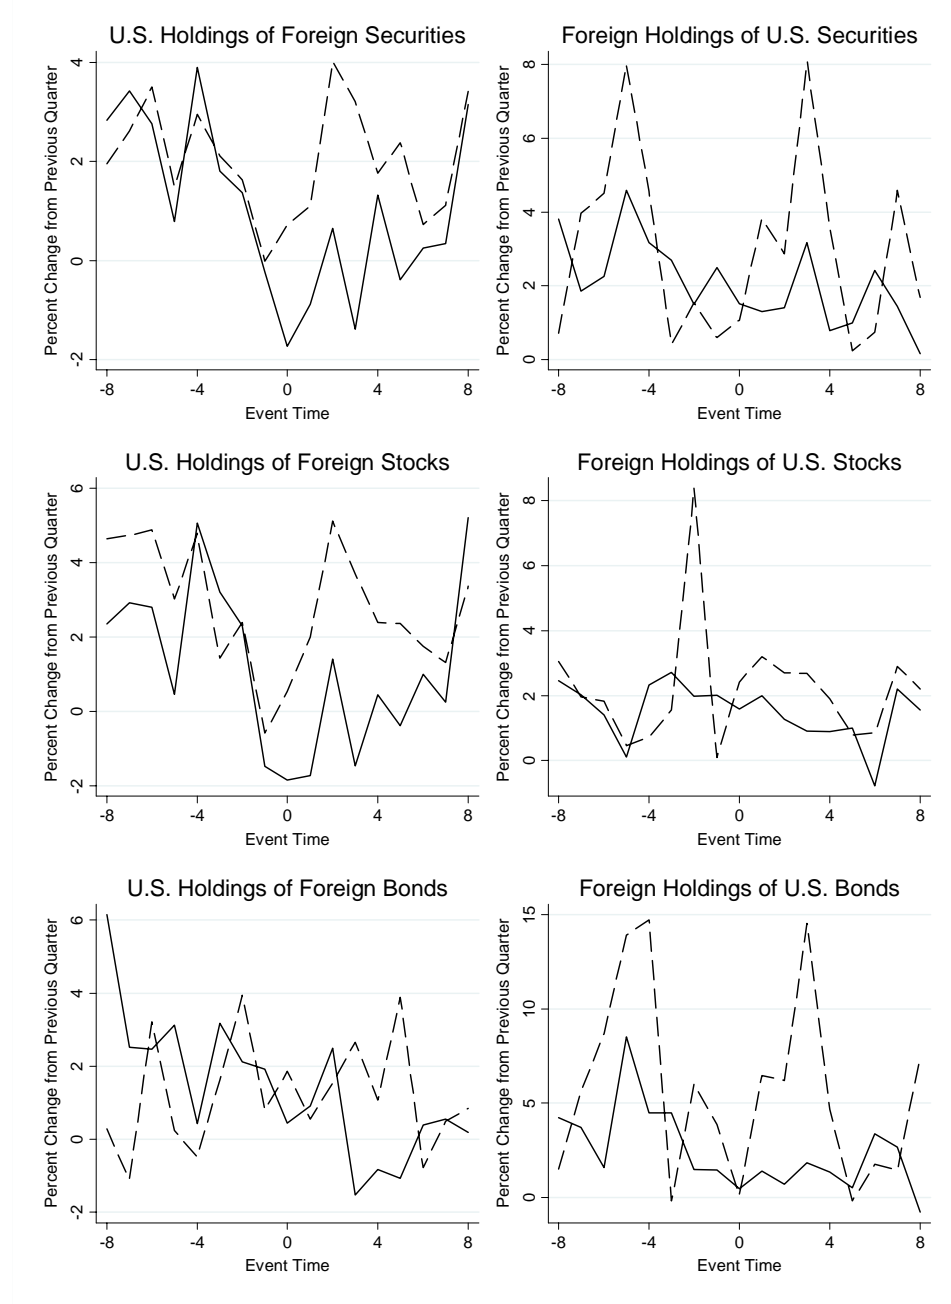 U.S. Holdings of Foreign Securities
Percent Change from Previous Quarter
4
2
0
-2
-8 -4 0 4 8
Event Time
Foreign Holdings of U.S. Securities
Percent Change from Previous Quarter
8
6
4
2
0
-8 -4 0 4 8
Event Time
U.S. Holdings of Foreign Stocks
Percent Change from Previous Quarter
6
4
2
0
-2
-8 -4 0 4 8
Event Time
Foreign Holdings of U.S. Stocks
Percent Change from Previous Quarter
8
6
4
2
0
-8 -4 0 4 8
Event Time
U.S. Holdings of Foreign Bonds
Percent Change from Previous Quarter
6
4
2
0
-2
-8 -4 0 4 8
Event Time
Foreign Holdings of U.S. Bonds
Percent Change from Previous Quarter
15
10
5
0
-8 -4 0 4 8
Event Time